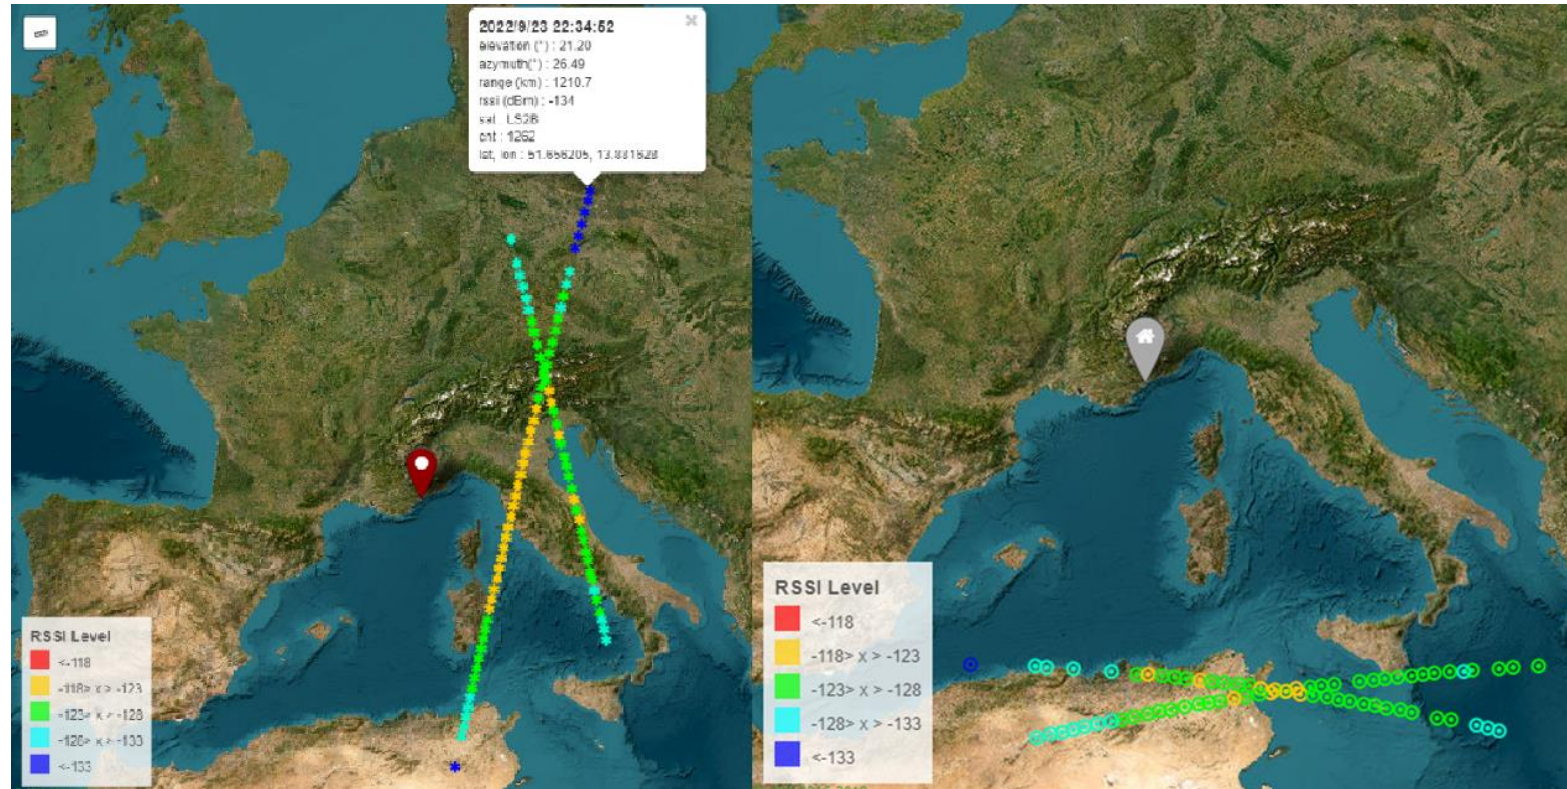 2022/9/23 22:34:52
elevation (°) : 21.20
azymuth(°) : 26.49
range (km) : 1210.7
rssi (dBm) : -134
sat : LS2B
cnt : 1262
lat, lon : 51.656205, 13.831628
RSSI Level
<-118
-118> x > -123
-123> x > -128
-128> x > -133
<-133
RSSI Level
<-118
-118> x > -123
-123> x > -128
-128> x > -133
<-133